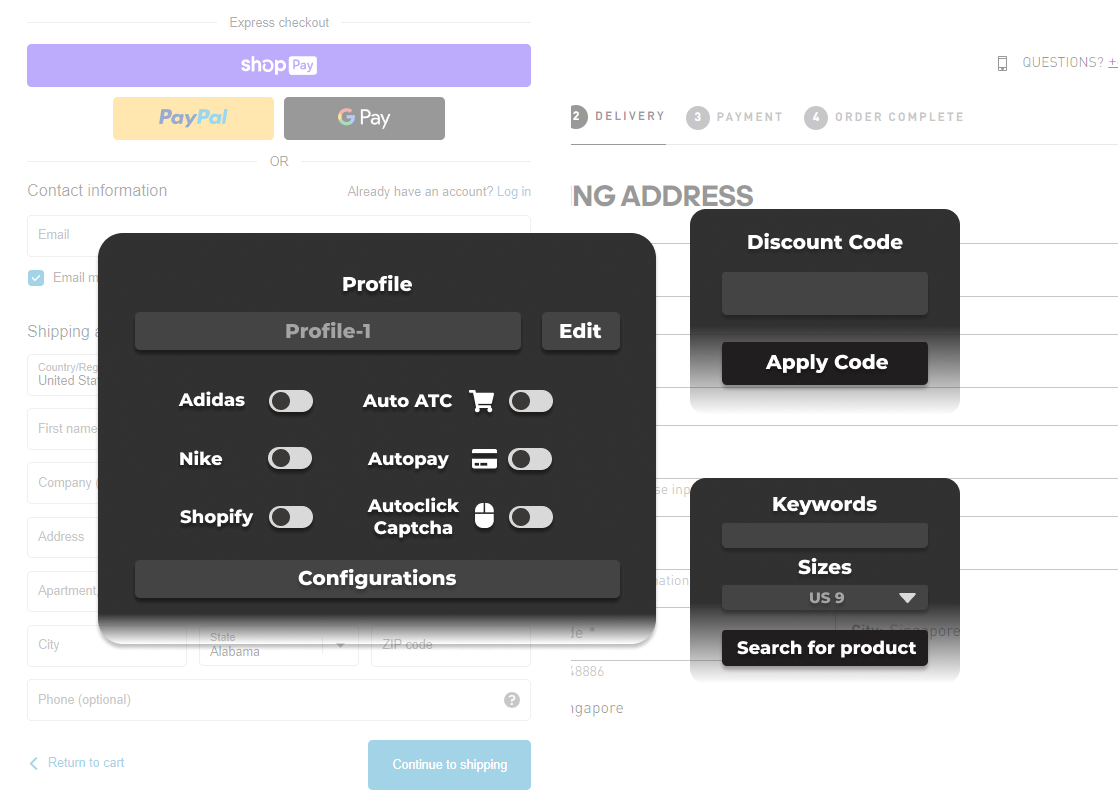 Express checkout
shop Pay
PayPal
G Pay
OR
Contact information
Already have an account? Log in
Email
Email m
Shipping a
Country/Reg
United Sta
First name
Company (
Address
Apartment,
City
State
Alabama
ZIP code
Phone (optional)
?
Return to cart
Continue to shipping
Profile
Profile-1
Edit
Adidas
Auto ATC
Nike
Autopay
Shopify
Autoclick
Captcha
Configurations
QUESTIONS? +
2 DELIVERY
3 PAYMENT
4 ORDER COMPLETE
NG ADDRESS
Discount Code
Apply Code
se inp
Keywords
Sizes
US 9
mation
de *
City: Singapore
Search for product
48886
ngapore